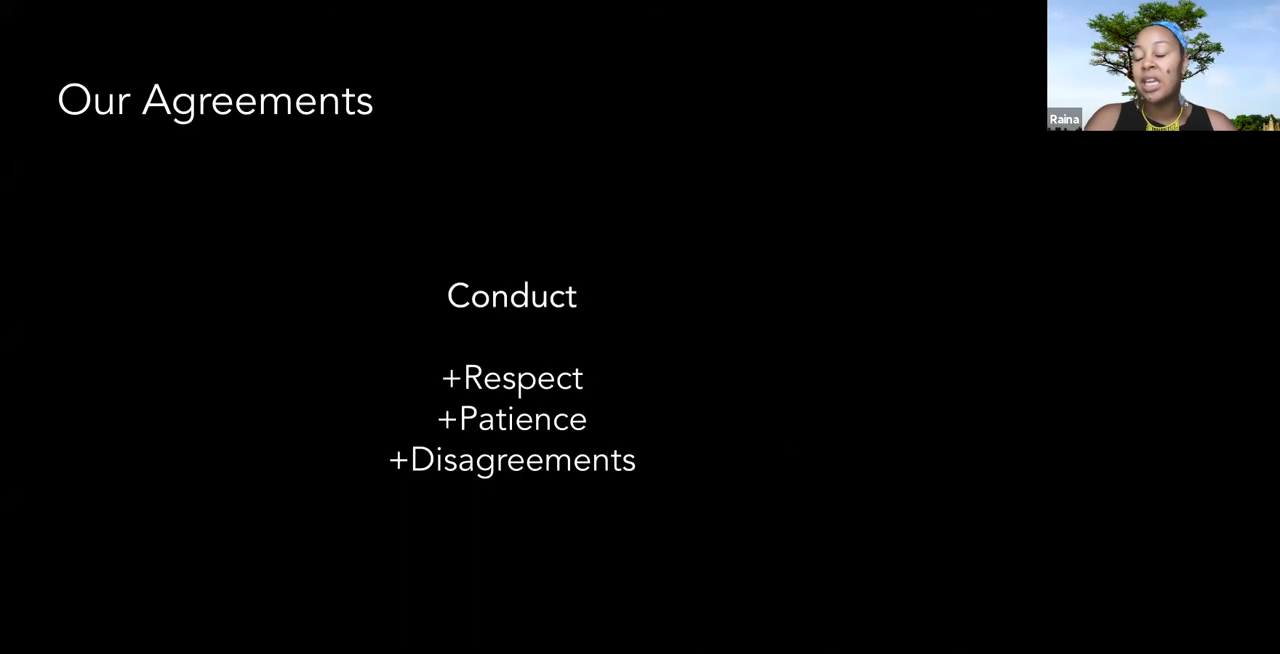 Our Agreements
Raina
Conduct
+Respect
+Patience
+Disagreements